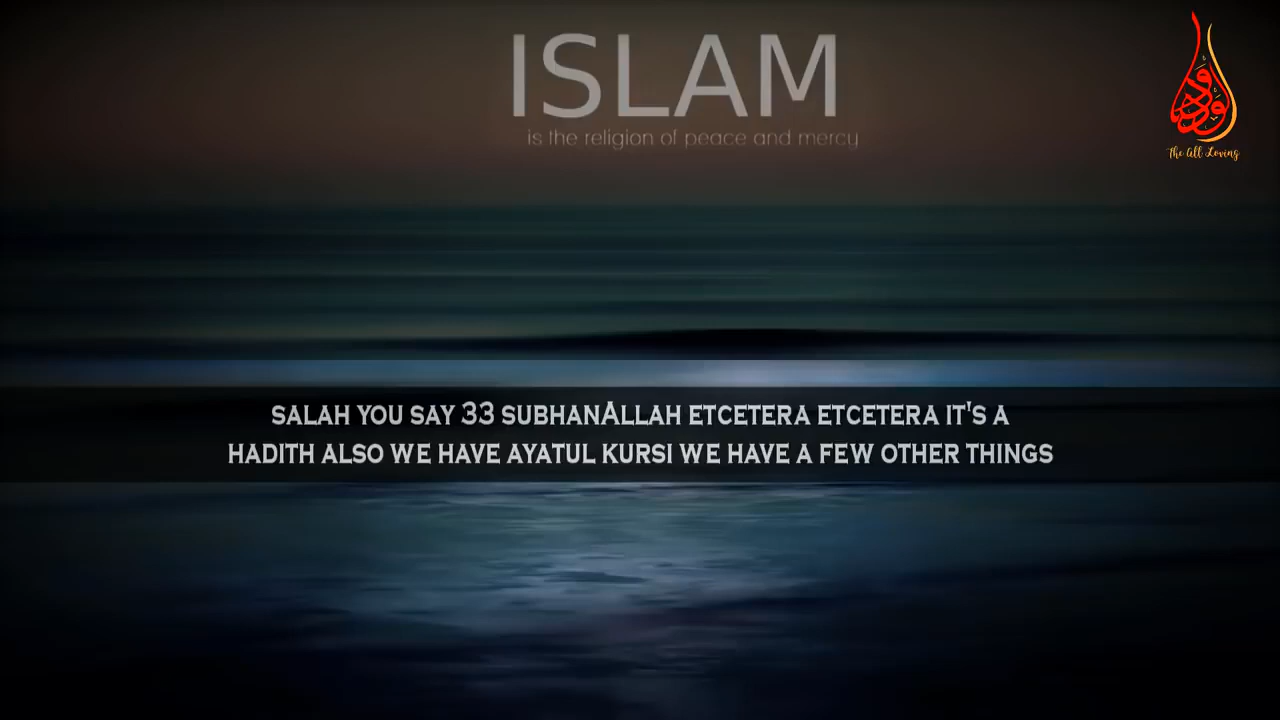 ISLAM
is the religion of peace and mercy
الودود
The All Loving
SALAH YOU SAY 33 SUBHANALLAH ETCETERA ETCETERA IT'S A
HADITH ALSO WE HAVE AYATUL KURSI WE HAVE A FEW OTHER THINGS